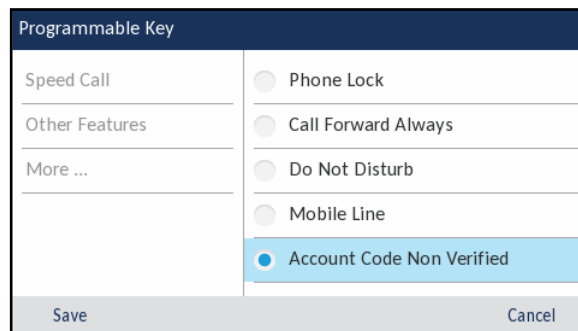 Programmable Key
Speed Call
Other Features
More ...
Phone Lock
Call Forward Always
Do Not Disturb
Mobile Line
Account Code Non Verified
Save
Cancel